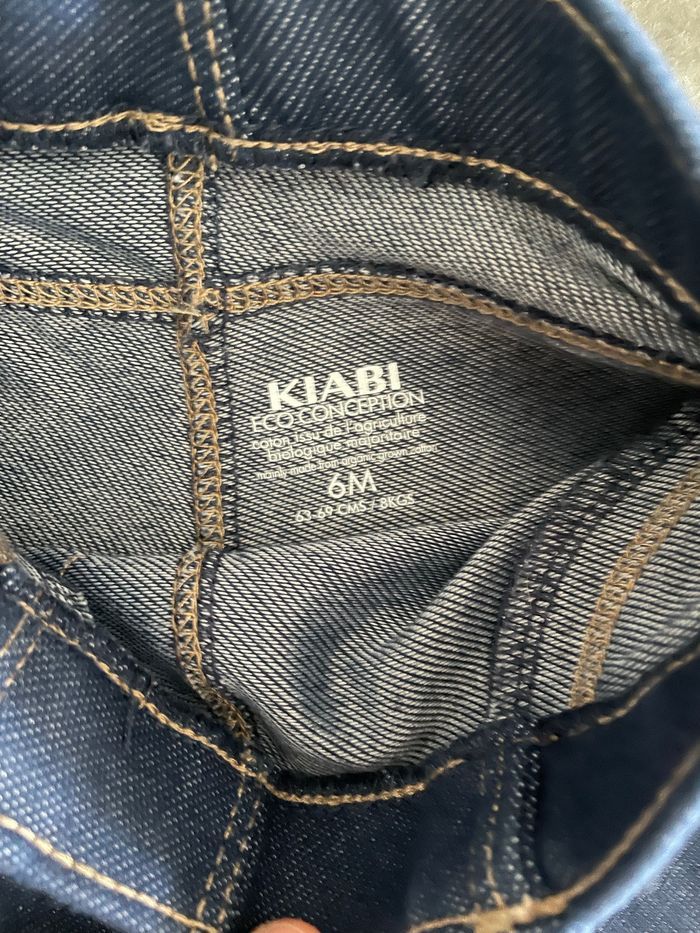 KIABI
ECO CONCEPTION
coton issu de l'agriculture
biologique majoritaire
mainly made from organic grown cotton
6M
63-69 CMS / 8KGS